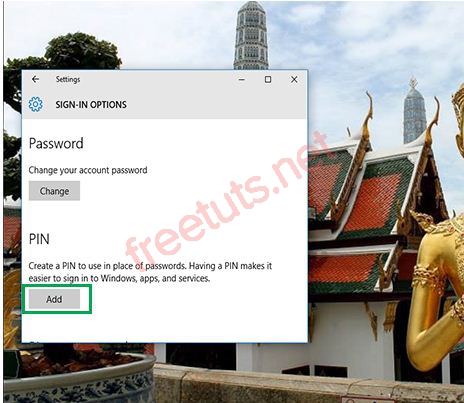 Settings
SIGN-IN OPTIONS
Password
Change your account password
Change
PIN
Create a PIN to use in place of passwords. Having a PIN makes it
easier to sign in to Windows, apps, and services.
Add
freetuts.net